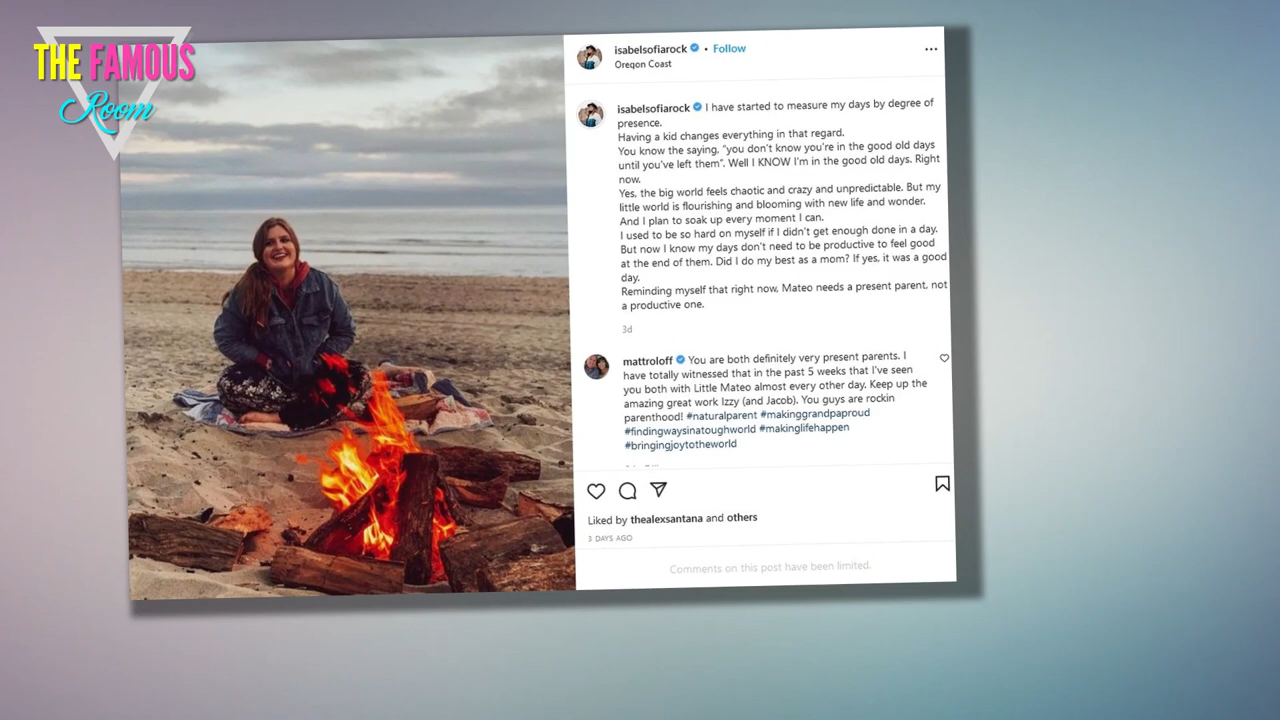 THE FAMOUS
Room
isabelsofiarock • Follow
Oregon Coast
isabelsofiarock I have started to measure my days by degree of
presence.
Having a kid changes everything in that regard.
You know the saying, "you don't know you're in the good old days
until you've left them". Well I KNOW I'm in the good old days. Right
now.
Yes, the big world feels chaotic and crazy and unpredictable. But my
little world is flourishing and blooming with new life and wonder.
And I plan to soak up every moment I can.
I used to be so hard on myself if I didn't get enough done in a day.
But now I know my days don't need to be productive to feel good
at the end of them. Did I do my best as a mom? If yes, it was a good
day.
Reminding myself that right now, Mateo needs a present parent, not
a productive one.
3d
mattroloff You are both definitely very present parents. I
have totally witnessed that in the past 5 weeks that I've seen
you both with Little Mateo almost every other day. Keep up the
amazing great work Izzy (and Jacob). You guys are rockin
parenthood! #naturalparent #makinggrandpaproud
#findingwaysinatoughworld #makinglifehappen
#bringingjoytotheworld
Liked by thealexsantana and others
3 DAYS AGO
Comments on this post have been limited.